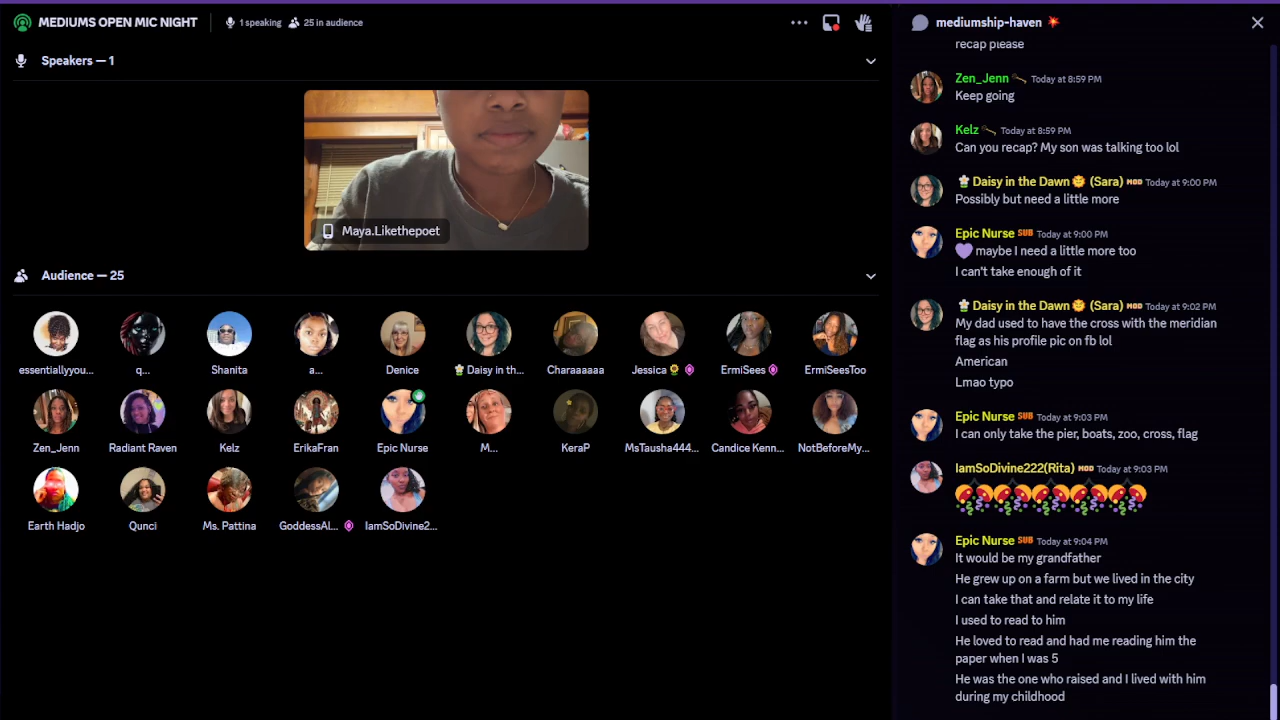 MEDIUMS OPEN MIC NIGHT
1 speaking
25 in audience
Speakers — 1
Maya.Likethepoet
Audience — 25
essentiallyyou...
q...
Shanita
a...
Denice
Daisy in th...
Charaaaaaa
Jessica
ErmiSees
ErmiSeesToo
Zen_Jenn
Radiant Raven
Kelz
ErikaFran
Epic Nurse
M...
KeraP
MsTausha444...
Candice Kenn...
NotBeforeMy...
Earth Hadjo
Qunci
Ms. Pattina
GoddessAl...
IamSoDivine2...
mediumship-haven
recap please
Zen_Jenn Today at 8:59 PM
Keep going
Kelz Today at 8:59 PM
Can you recap? My son was talking too lol
Daisy in the Dawn (Sara) MOD Today at 9:00 PM
Possibly but need a little more
Epic Nurse SUB Today at 9:00 PM
💜 maybe I need a little more too
I can't take enough of it
Daisy in the Dawn (Sara) MOD Today at 9:02 PM
My dad used to have the cross with the meridian
flag as his profile pic on fb lol
American
Lmao typo
Epic Nurse SUB Today at 9:03 PM
I can only take the pier, boats, zoo, cross, flag
IamSoDivine222(Rita) MOD Today at 9:03 PM
Epic Nurse SUB Today at 9:04 PM
It would be my grandfather
He grew up on a farm but we lived in the city
I can take that and relate it to my life
I used to read to him
He loved to read and had me reading him the
paper when I was 5
He was the one who raised and I lived with him
during my childhood